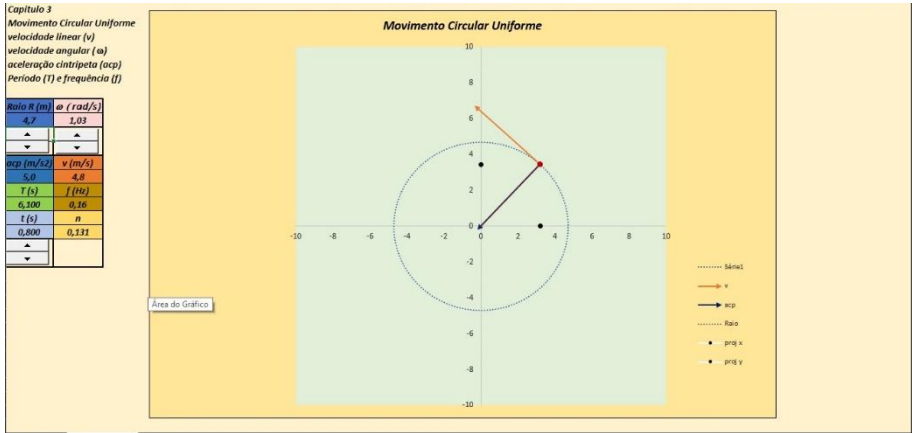 Capitulo 3
Movimento Circular Uniforme
velocidade linear (v)
velocidade angular (ω)
aceleração cintripeta (acp)
Período (T) e frequência (f)
Raio R (m) ω ( rad/s)
4,7 1,03
acp (m/s2) v (m/s)
5,0 4,8
T (s) f (Hz)
6,100 0,16
t (s) n
0,800 0,131
Movimento Circular Uniforme
10
8
6
4
2
0
-10 -8 -6 -4 -2 0 2 4 6 8 10
-2
-4
-6
-8
-10
Área do Gráfico
Série1
v
acp
Raio
proj x
proj y